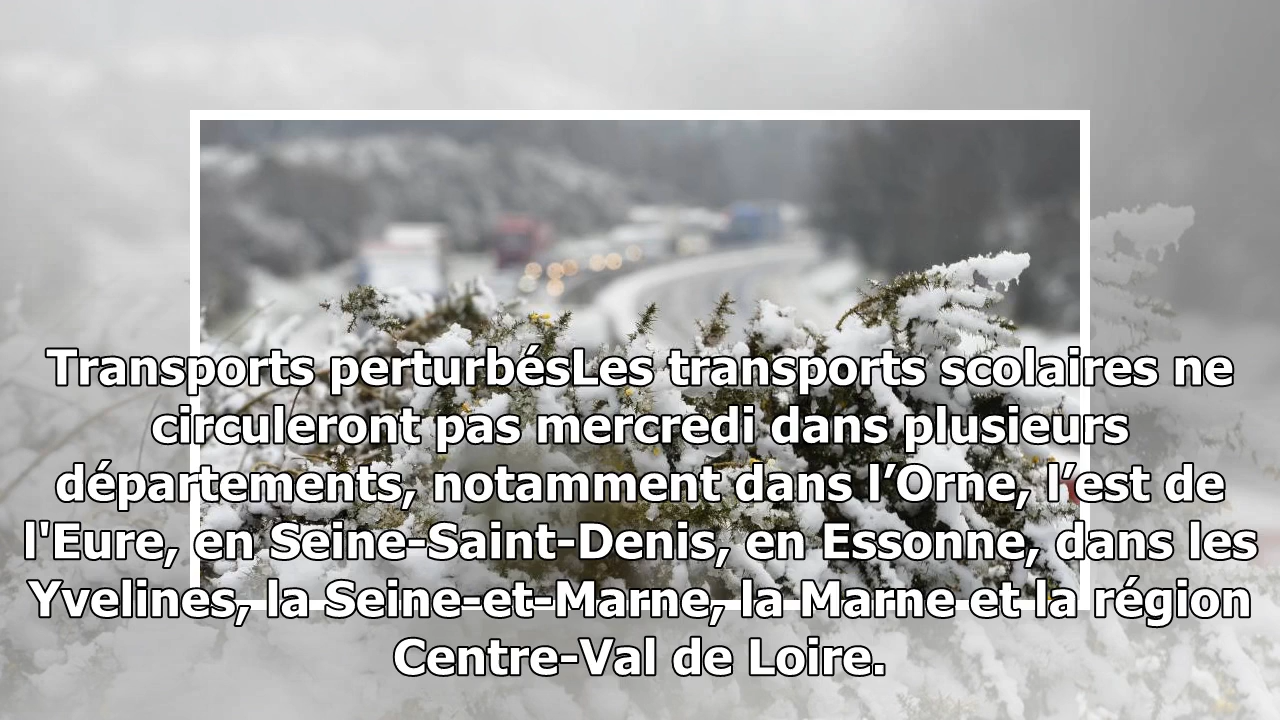 Transports perturbésLes transports scolaires ne
circuleront pas mercredi dans plusieurs
départements, notamment dans l’Orne, l’est de
l'Eure, en Seine-Saint-Denis, en Essonne, dans les
Yvelines, la Seine-et-Marne, la Marne et la région
Centre-Val de Loire.